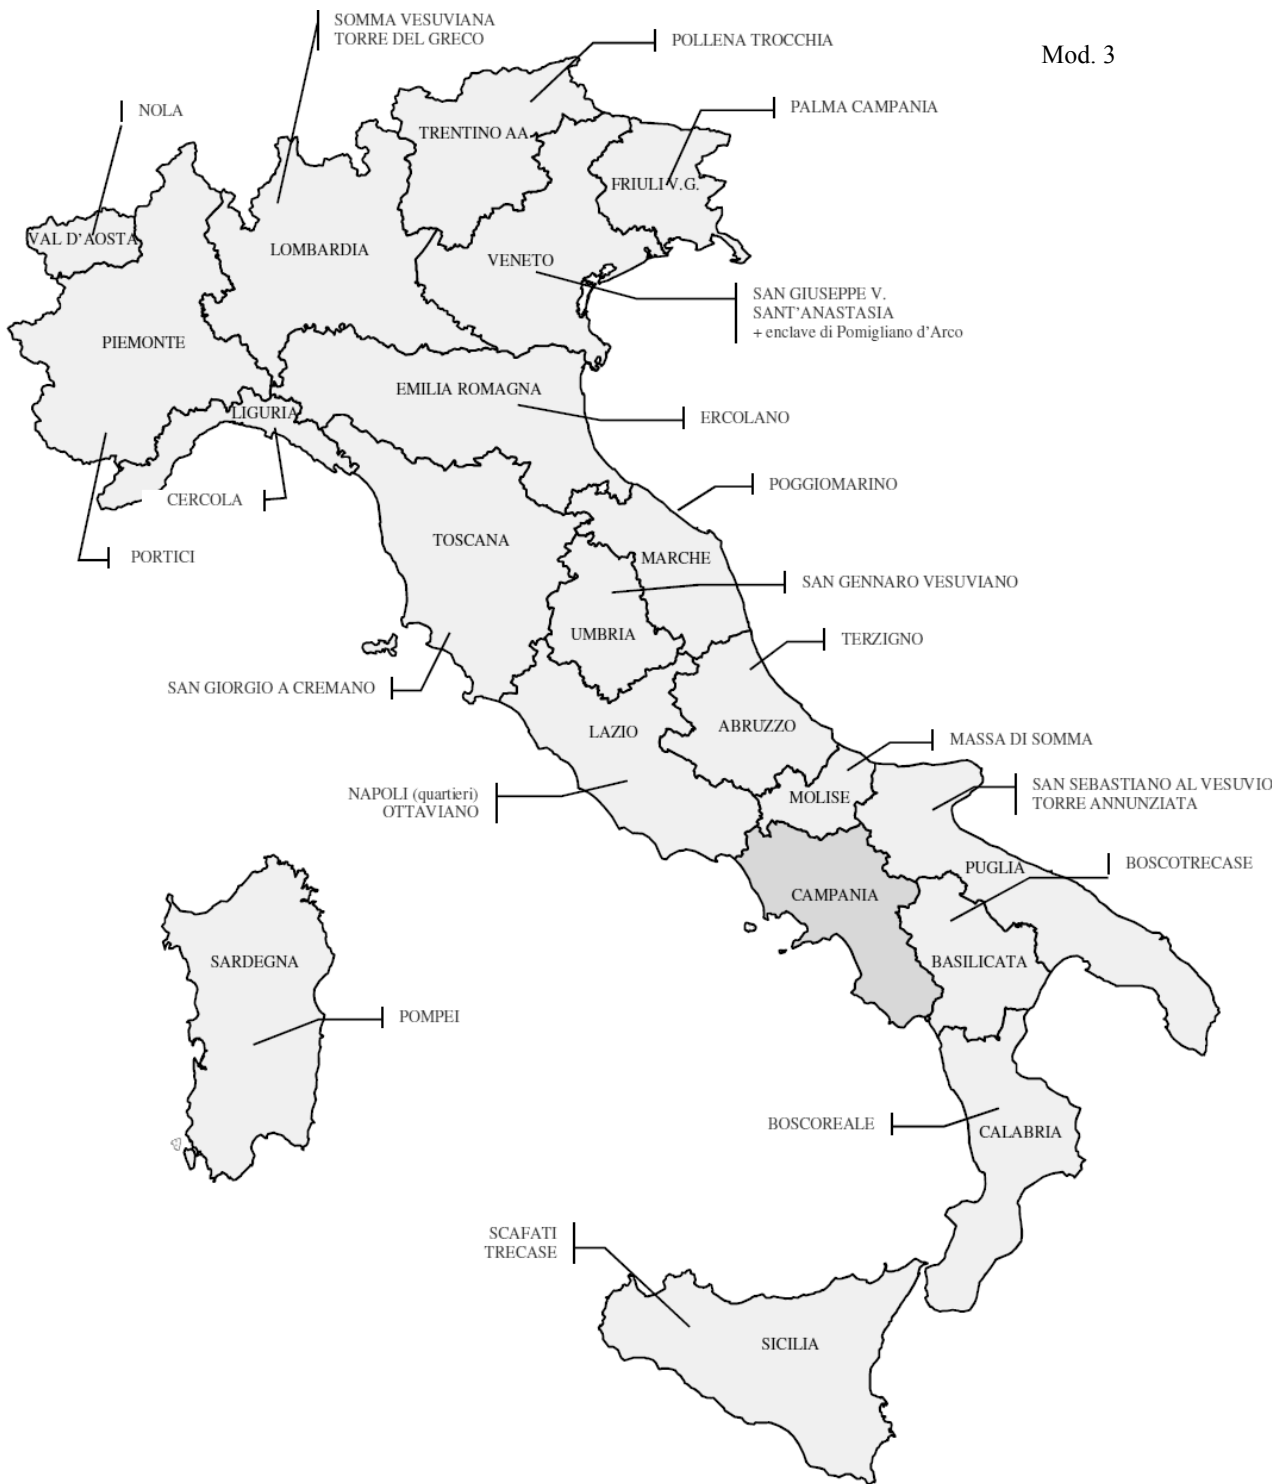 SOMMA VESUVIANA
TORRE DEL GRECO
POLLENA TROCCHIA
Mod. 3
NOLA
PALMA CAMPANIA
TRENTINO AA.
FRIULI V.G.
VAL D'AOSTA
LOMBARDIA
VENETO
SAN GIUSEPPE V.
SANT'ANASTASIA
+ enclave di Pomigliano d'Arco
PIEMONTE
EMILIA ROMAGNA
LIGURIA
ERCOLANO
CERCOLA
POGGIOMARINO
TOSCANA
PORTICI
MARCHE
SAN GENNARO VESUVIANO
UMBRIA
TERZIGNO
SAN GIORGIO A CREMANO
LAZIO
ABRUZZO
MASSA DI SOMMA
NAPOLI (quartieri)
OTTAVIANO
MOLISE
SAN SEBASTIANO AL VESUVIO
TORRE ANNUNZIATA
PUGLIA
BOSCOTRECASE
CAMPANIA
SARDEGNA
BASILICATA
POMPEI
BOSCOREALE
CALABRIA
SCAFATI
TRECASE
SICILIA